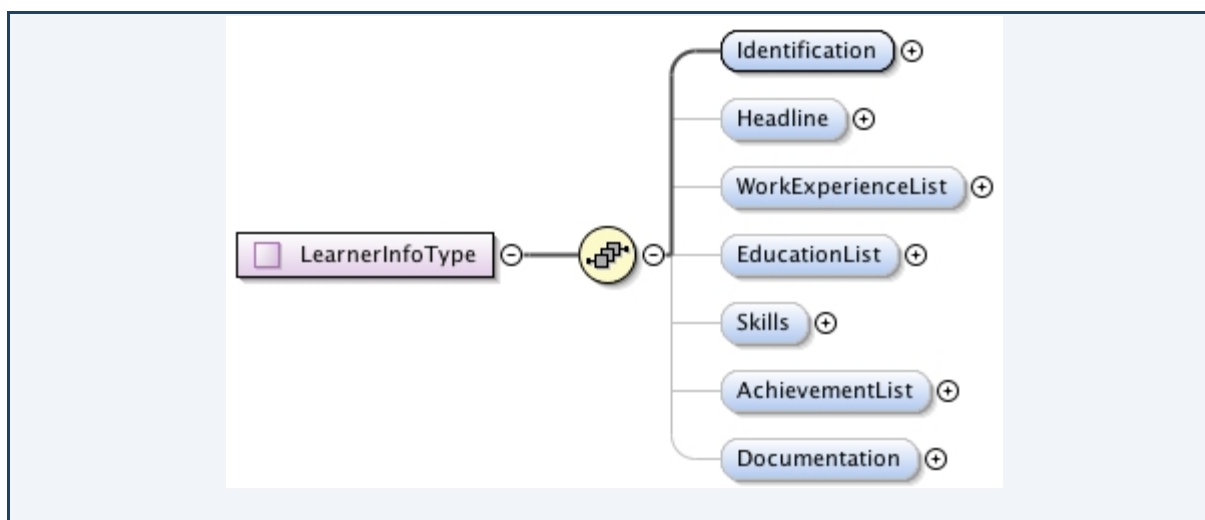 Identification
Headline
WorkExperienceList
LearnerInfoType
EducationList
Skills
AchievementList
Documentation